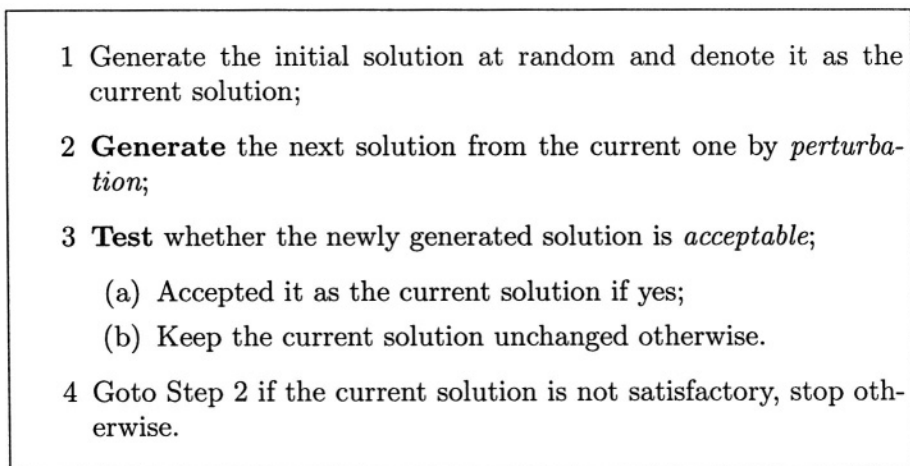 1 Generate the initial solution at random and denote it as the
current solution;
2 Generate the next solution from the current one by perturba-
tion;
3 Test whether the newly generated solution is acceptable;
(a) Accepted it as the current solution if yes;
(b) Keep the current solution unchanged otherwise.
4 Goto Step 2 if the current solution is not satisfactory, stop oth-
erwise.